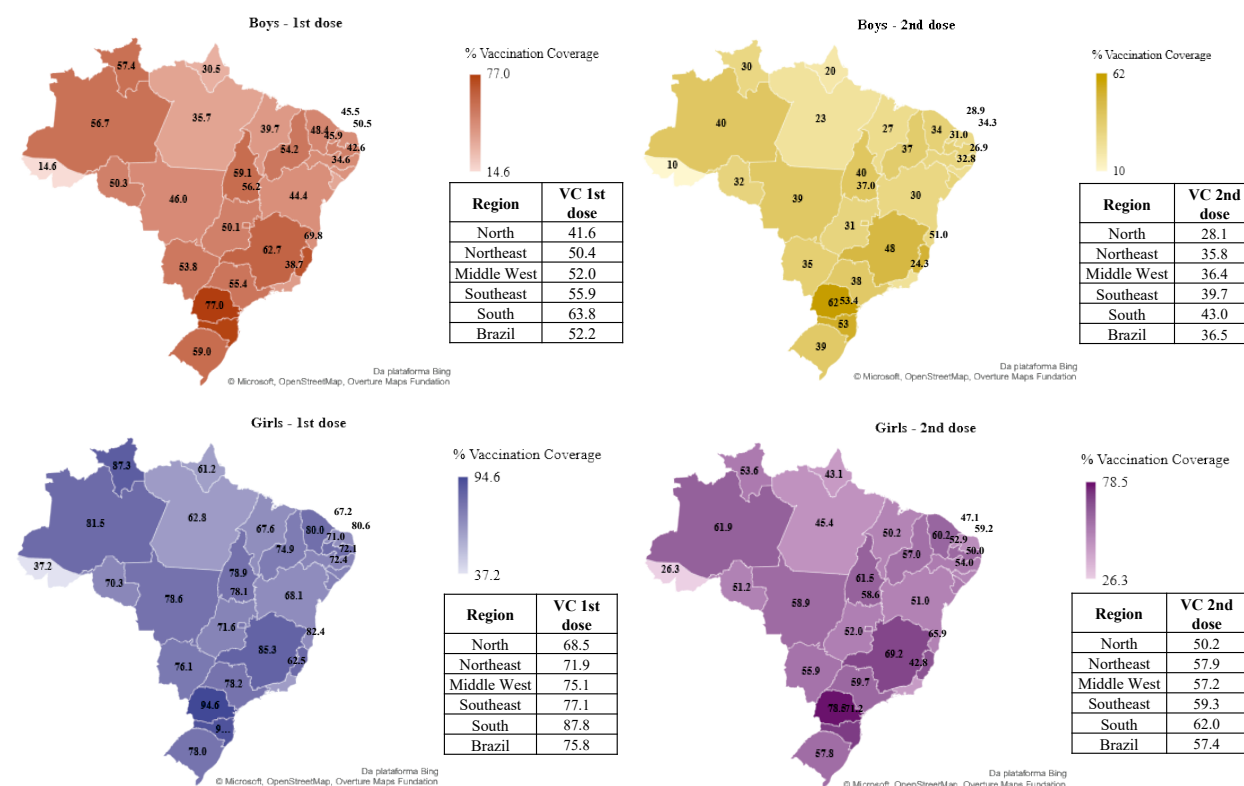 Boys - 1st dose
57.4
30.5
56.7
35.7
39.7
48.4
45.5
50.5
45.9
42.6
34.6
54.2
14.6
50.3
59.1
56.2
46.0
44.4
50.1
69.8
62.7
38.7
53.8
55.4
77.0
59.0
% Vaccination Coverage
77.0
14.6
Region VC 1st dose
North 41.6
Northeast 50.4
Middle West 52.0
Southeast 55.9
South 63.8
Brazil 52.2
Da plataforma Bing
© Microsoft, OpenStreetMap, Overture Maps Fundation
Boys - 2nd dose
30
20
40
23
27
34
28.9
34.3
31.0
26.9
32.8
37
10
32
40
37.0
39
30
31
51.0
48
24.3
35
38
62
53.4
53
39
% Vaccination Coverage
62
10
Region VC 2nd dose
North 28.1
Northeast 35.8
Middle West 36.4
Southeast 39.7
South 43.0
Brazil 36.5
Da plataforma Bing
© Microsoft, OpenStreetMap, Overture Maps Fundation
Girls - 1st dose
87.3
61.2
81.5
62.8
67.6
80.0
67.2
80.6
71.0
72.1
72.4
74.9
37.2
70.3
78.9
78.1
78.6
68.1
71.6
82.4
85.3
62.5
76.1
78.2
94.6
9...
78.0
% Vaccination Coverage
94.6
37.2
Region VC 1st dose
North 68.5
Northeast 71.9
Middle West 75.1
Southeast 77.1
South 87.8
Brazil 75.8
Da plataforma Bing
© Microsoft, OpenStreetMap, Overture Maps Fundation
Girls - 2nd dose
53.6
43.1
61.9
45.4
50.2
60.2
47.1
59.2
52.9
50.0
54.0
57.0
26.3
51.2
61.5
58.6
58.9
51.0
52.0
65.9
69.2
42.8
55.9
59.7
78.5
71.2
57.8
% Vaccination Coverage
78.5
26.3
Region VC 2nd dose
North 50.2
Northeast 57.9
Middle West 57.2
Southeast 59.3
South 62.0
Brazil 57.4
Da plataforma Bing
© Microsoft, OpenStreetMap, Overture Maps Fundation